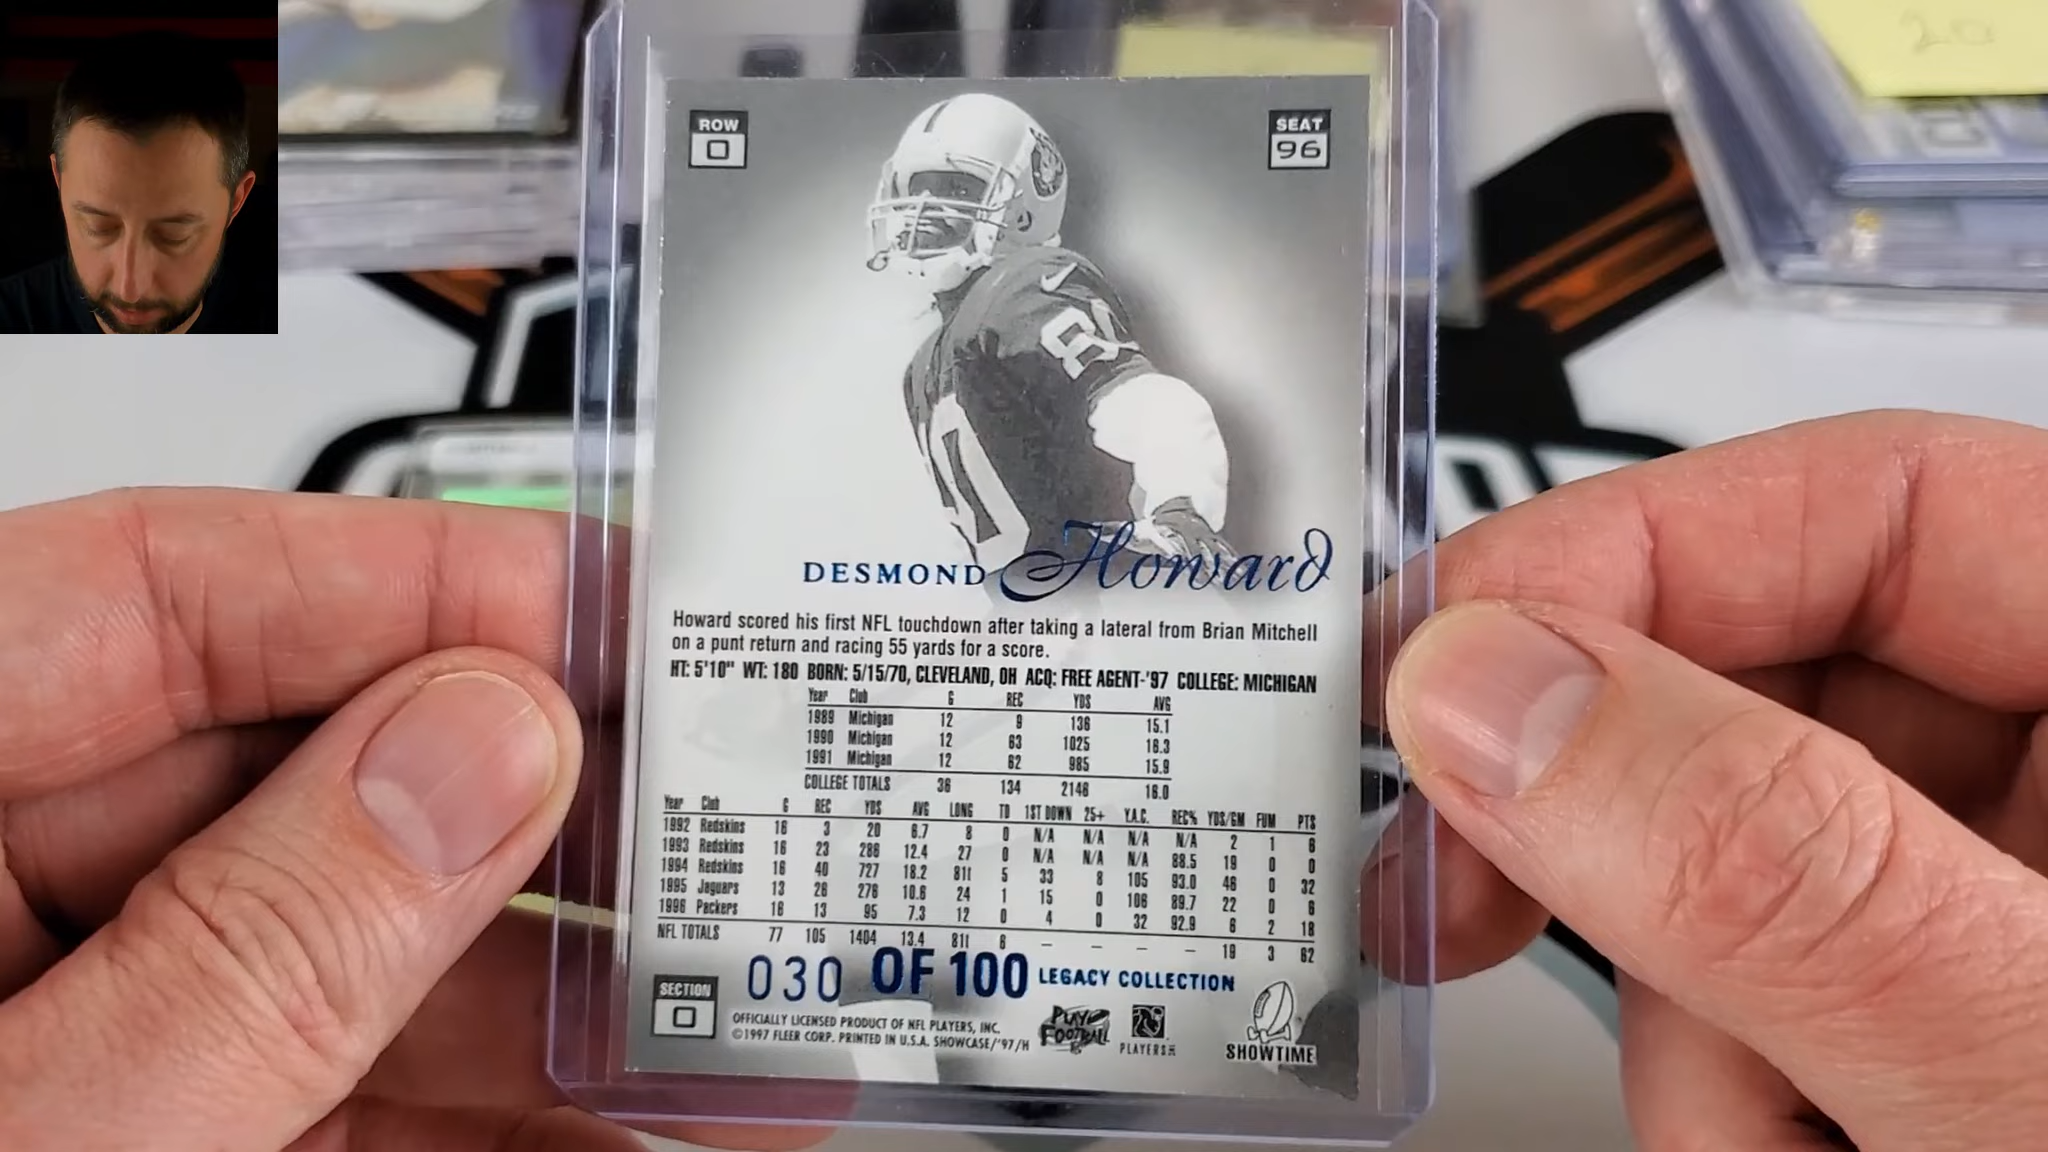 20
ROW
0
SEAT
96
80
80
DESMOND Howard
Howard scored his first NFL touchdown after taking a lateral from Brian Mitchell
on a punt return and racing 55 yards for a score.
HT: 5'10" WT: 180 BORN: 5/15/70, CLEVELAND, OH ACQ: FREE AGENT-'97 COLLEGE: MICHIGAN
Year Club G REC YDS AVG
1989 Michigan 12 9 136 15.1
1990 Michigan 12 63 1025 16.3
1991 Michigan 12 62 985 15.9
COLLEGE TOTALS 36 134 2146 16.0
Year Club G REC YDS AVG LONG TD 1ST DOWN 25+ Y.A.C. REC% YDS/GM FUM PTS
1992 Redskins 16 3 20 6.7 8 0 N/A N/A N/A N/A 2 1 6
1993 Redskins 16 23 286 12.4 27 0 N/A N/A N/A 88.5 19 0 0
1994 Redskins 16 40 727 18.2 81t 5 33 8 105 93.0 46 0 32
1995 Jaguars 13 26 276 10.6 24 1 15 0 106 89.7 22 0 6
1996 Packers 16 13 95 7.3 12 0 4 0 32 92.9 6 2 18
NFL TOTALS 77 105 1404 13.4 81t 6 – – – – 18 3 62
030 OF 100 LEGACY COLLECTION
SECTION
0
OFFICIALLY LICENSED PRODUCT OF NFL PLAYERS, INC.
©1997 FLEER CORP. PRINTED IN U.S.A. SHOWCASE/'97/H
PLAY
FOOTBALL
PLAYERS
SHOWTIME